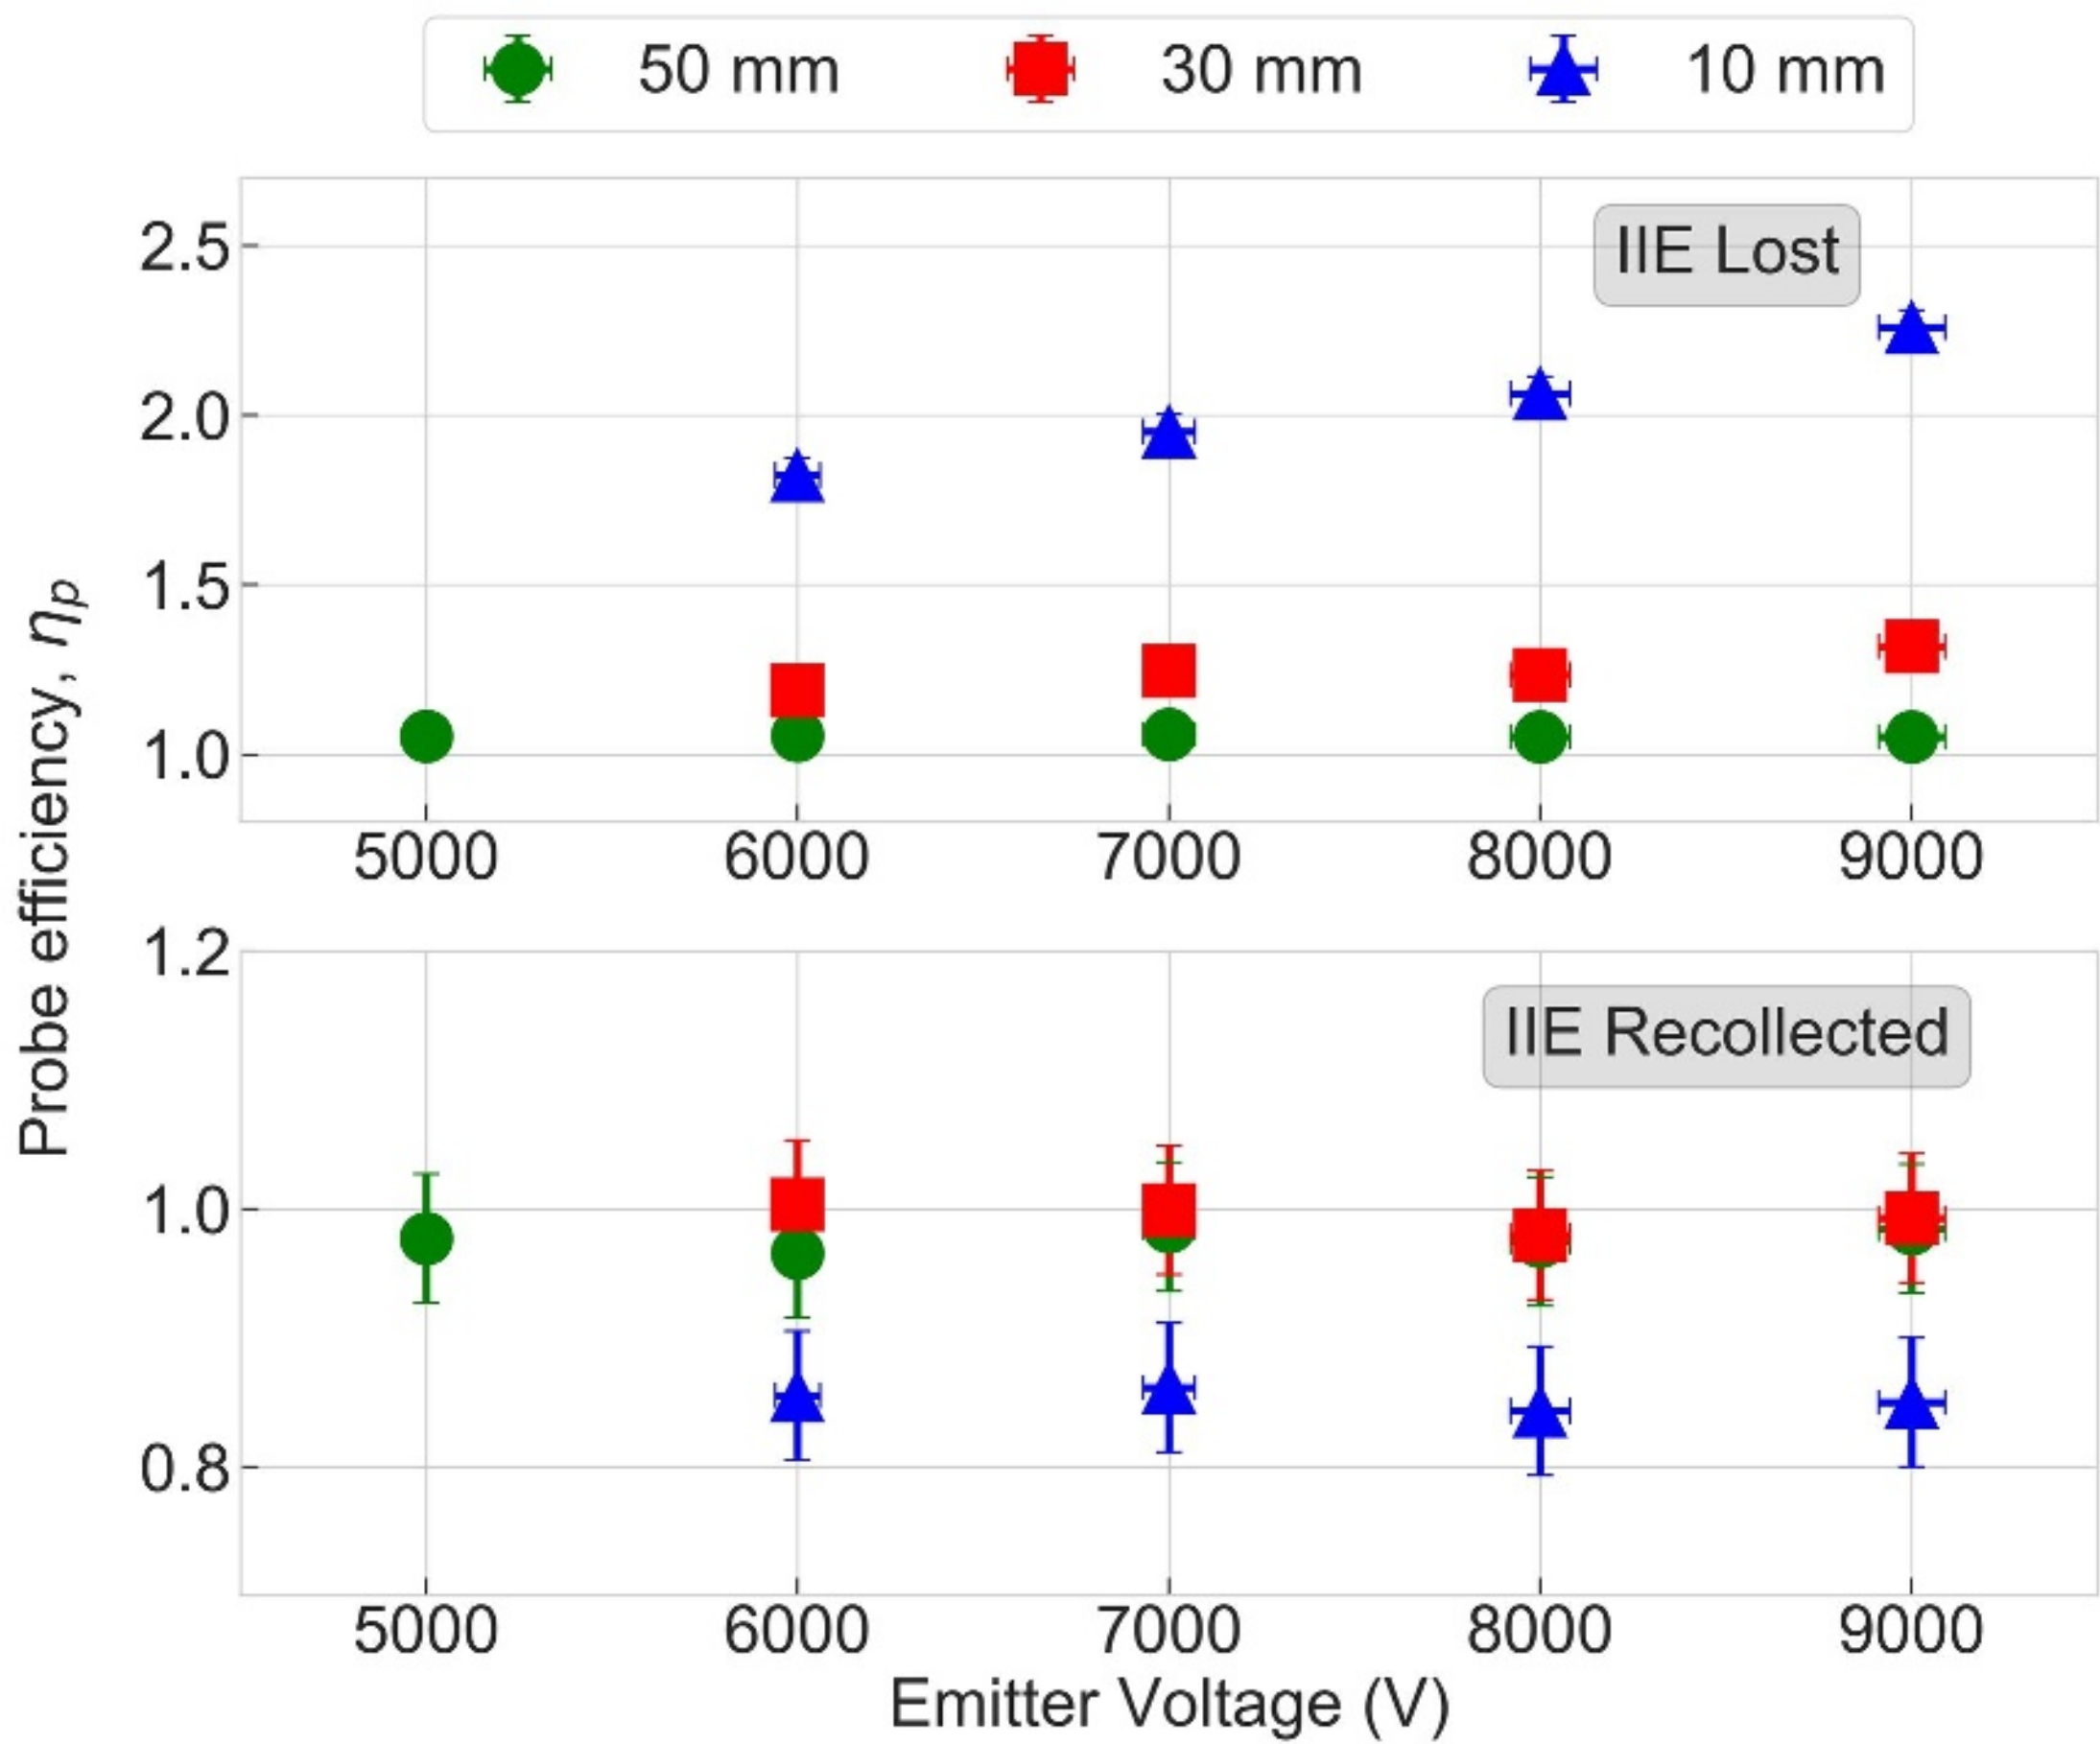 50 mm 30 mm 10 mm
IIE Lost
2.5
2.0
1.5
1.0
5000 6000 7000 8000 9000
Probe efficiency, ηp
IIE Recollected
1.2
1.0
0.8
5000 6000 7000 8000 9000
Emitter Voltage (V)